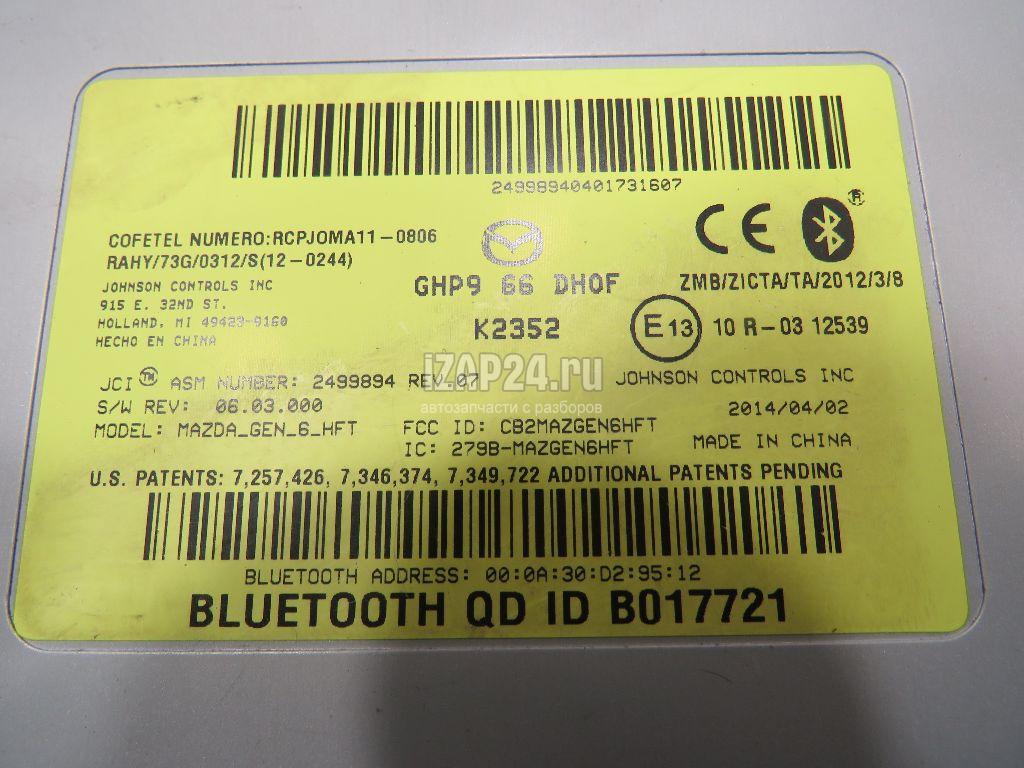 24998940401731607
COFETEL NUMERO:RCPJOMA11-0806
RAHY/73G/0312/S(12-0244)
JOHNSON CONTROLS INC
915 E. 32ND ST.
HOLLAND, MI 49423-9160
HECHO EN CHINA
GHP9 66 DH0F
K2352
CE
R
ZMB/ZICTA/TA/2012/3/8
E13 10 R-03 12539
iZAP24.ru
автозапчасти с разборов
JCI™ ASM NUMBER: 2499894 REV.07
JOHNSON CONTROLS INC
S/W REV: 06.03.000
2014/04/02
MODEL: MAZDA_GEN_6_HFT
FCC ID: CB2MAZGEN6HFT
IC: 279B-MAZGEN6HFT
MADE IN CHINA
U.S. PATENTS: 7,257,426, 7,346,374, 7,349,722 ADDITIONAL PATENTS PENDING
BLUETOOTH ADDRESS: 00:0A:30:D2:95:12
BLUETOOTH QD ID B017721